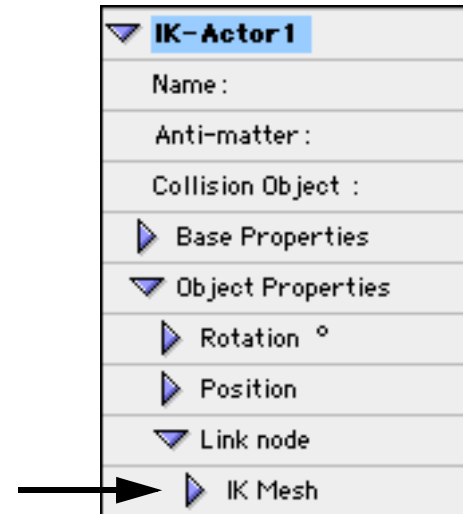 IK-Actor1
Name:
Anti-matter:
Collision Object :
Base Properties
Object Properties
Rotation °
Position
Link node
IK Mesh